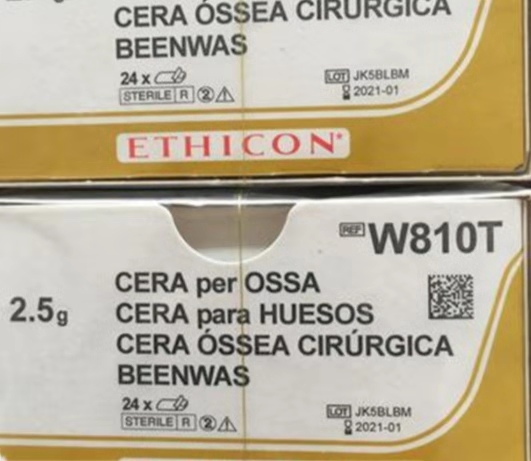 CERA ÓSSEA CIRÚRGICA
BEENWAS
24 x
LOT JK5BLBM
STERILE R 2
2021-01
ETHICON*
REF W810T
CERA per OSSA
2.5g CERA para HUESOS
CERA ÓSSEA CIRÚRGICA
BEENWAS
24 x
LOT JK5BLBM
STERILE R 2
2021-01